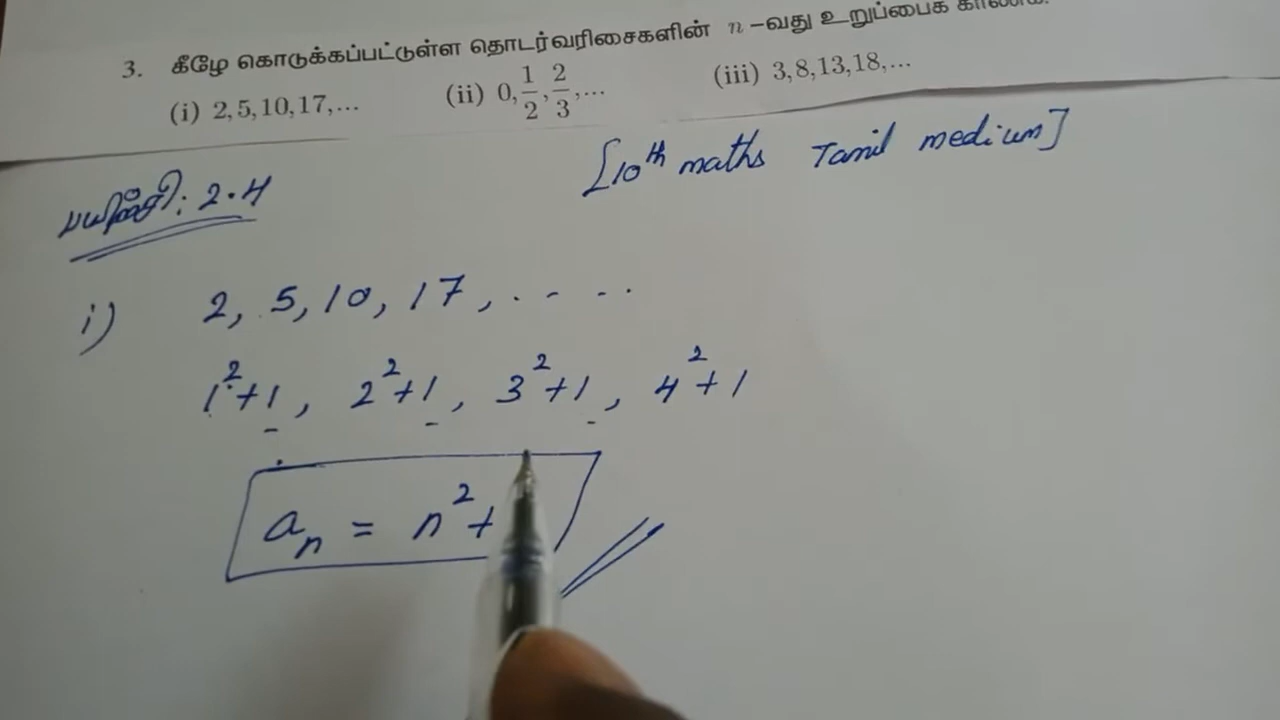 3. கீழே கொடுக்கப்பட்டுள்ள தொடர்வரிசைகளின் n –வது உறுப்பைக் காண்க.
(i) 2, 5, 10, 17,... (ii) 0, 1/2, 2/3,... (iii) 3, 8, 13, 18,...
[10th maths Tamil medium]
பயிற்சி: 2.4
i) 2, 5, 10, 17, .....
1²+1, 2²+1, 3²+1, 4²+1
aₙ = n²+